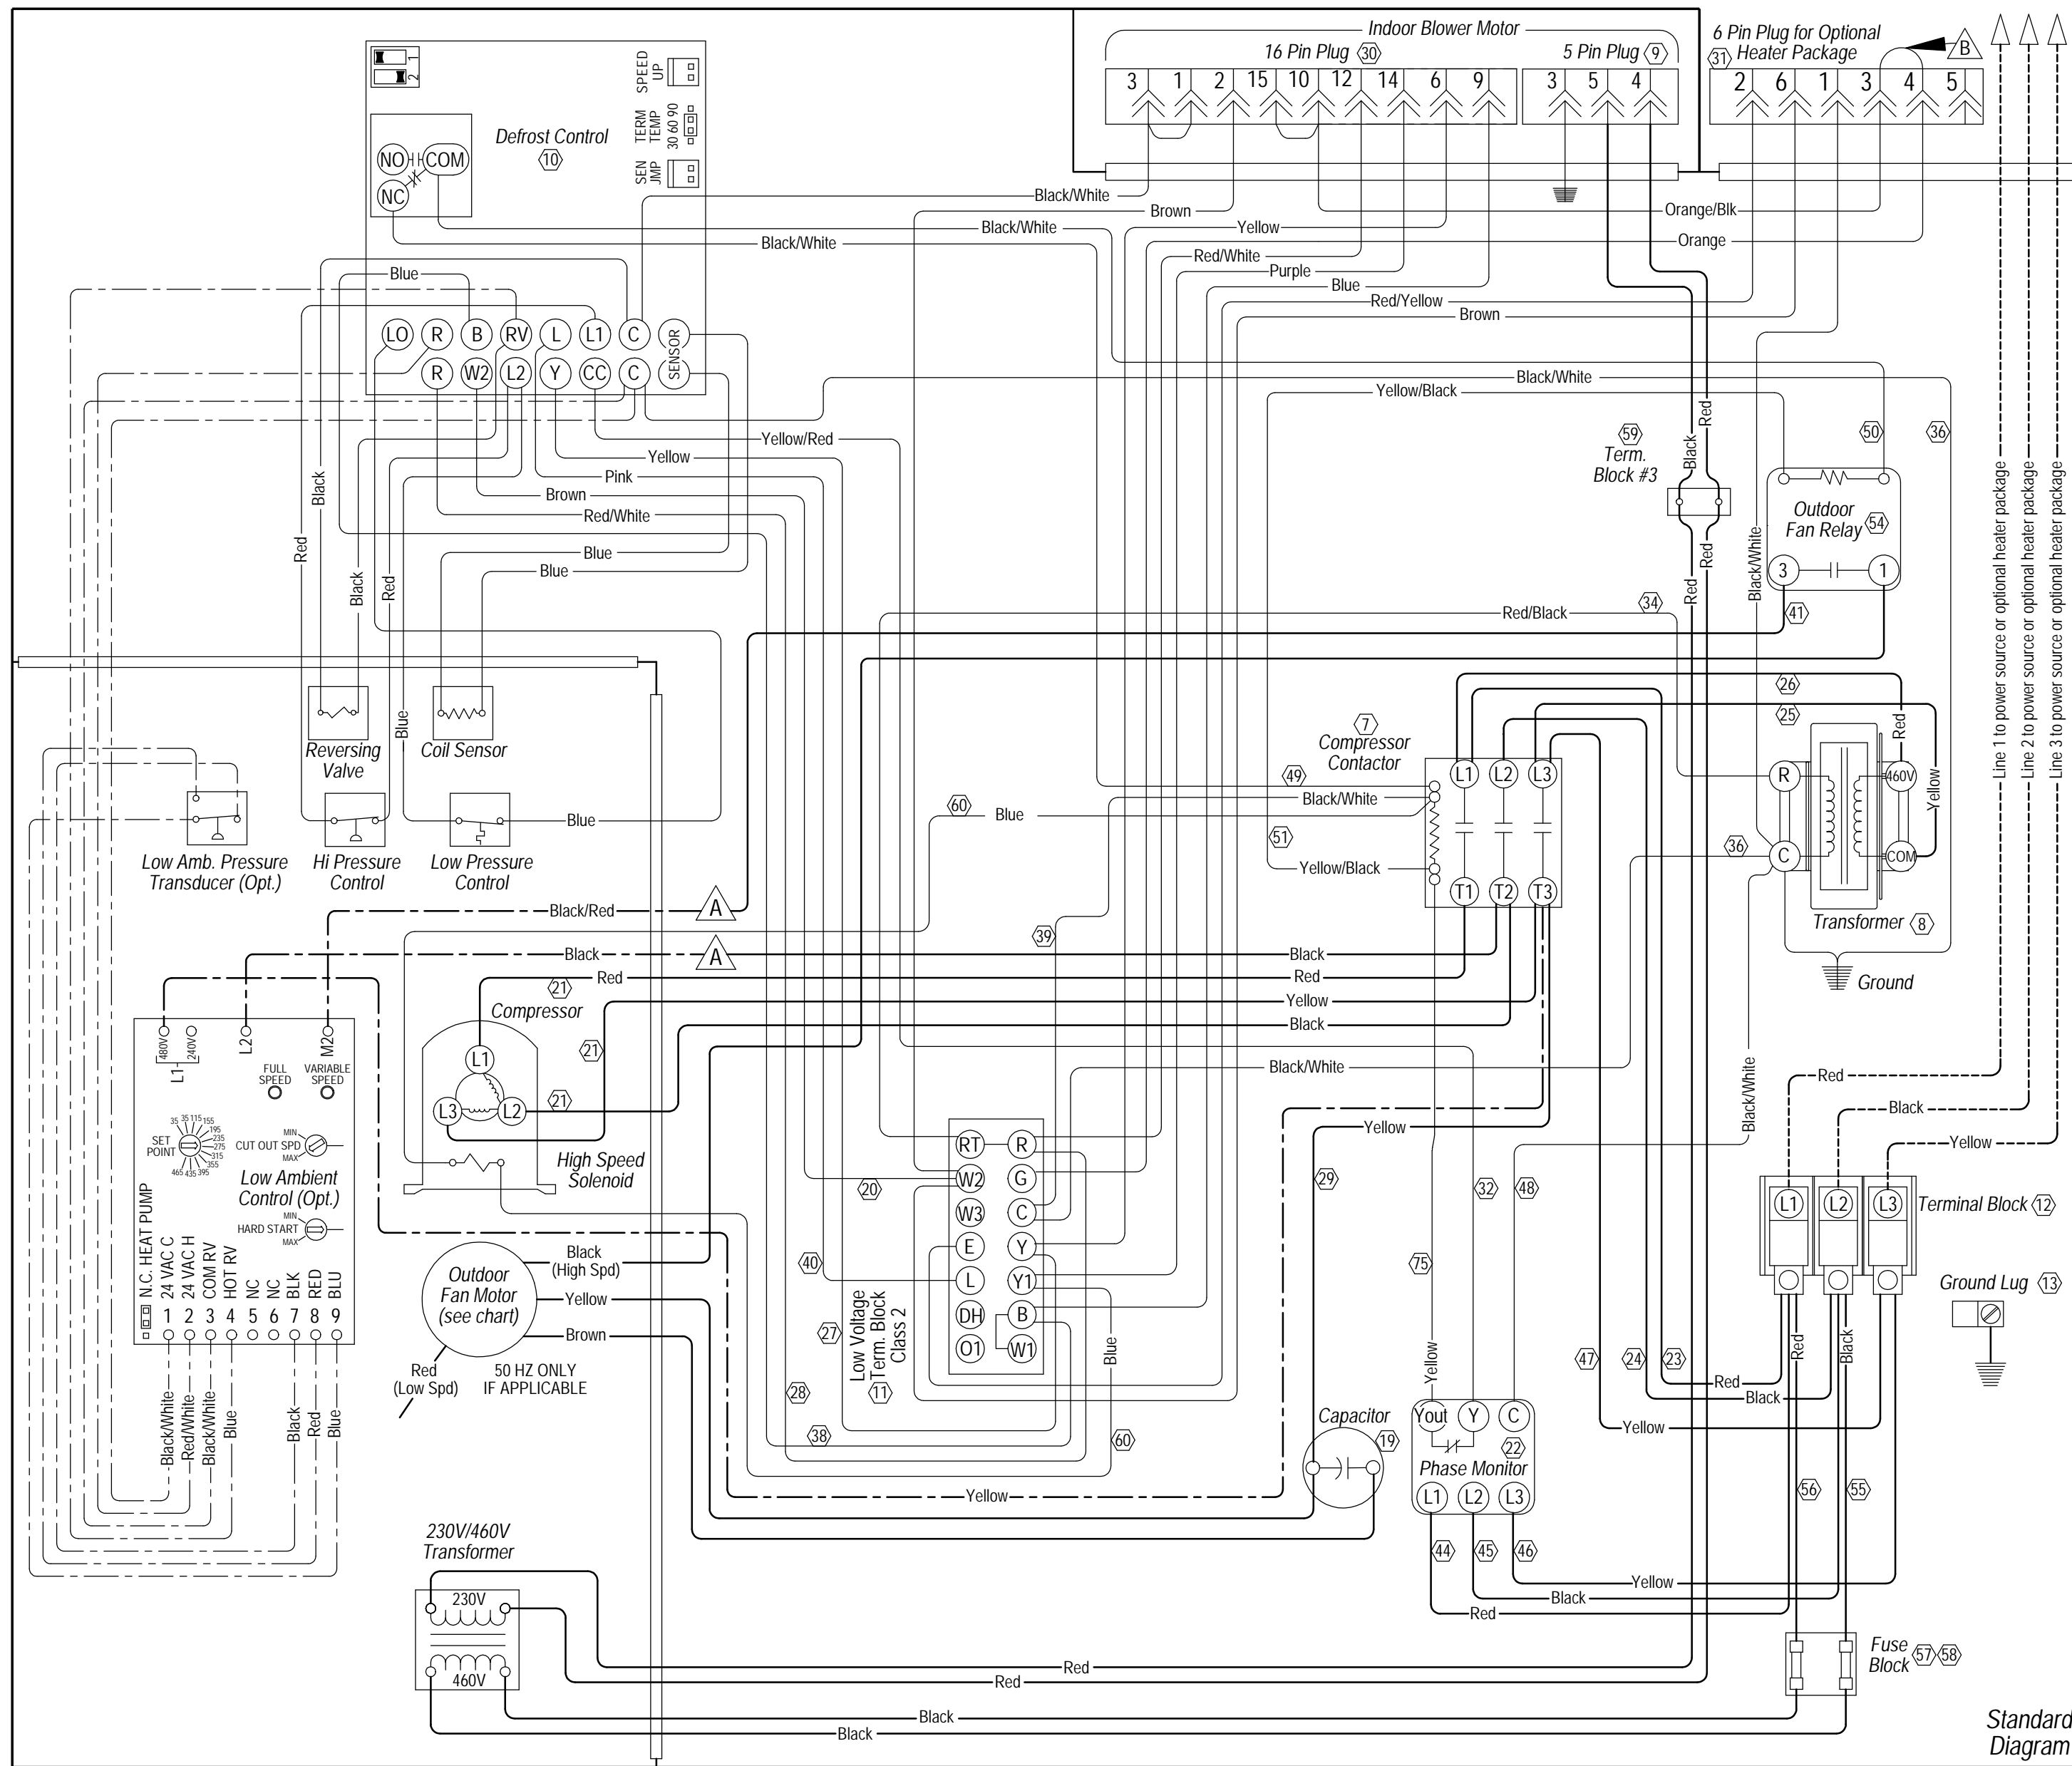 Indoor Blower Motor
16 Pin Plug 30
5 Pin Plug 9
6 Pin Plug for Optional
31 Heater Package
B
3 1 2 15 10 12 14 6 9
3 5 4
2 6 1 3 4 5
1
2
SPEED
UP
TERM
TEMP
30 60 90
SEN
JMP
Defrost Control
10
NO COM
NC
Black/White
Brown
Orange/Blk
Black/White
Yellow
Black/White
Orange
Red/White
Purple
Blue
Blue
Red/Yellow
Brown
LO R B RV L L1 C
SENSOR
R W2 L2 Y CC C
Black/White
Yellow/Black
Yellow/Red
Yellow
Pink
Brown
Red/White
Blue
Blue
Black
Red
Black
Red
59
Term.
Block #3
Black
Red
Red
Red
50
36
Outdoor
Fan Relay 54
3 1
41
Black/White
34
Red/Black
Line 1 to power source or optional heater package
Line 2 to power source or optional heater package
Line 3 to power source or optional heater package
26
25
Red
Yellow
Reversing
Valve
Coil Sensor
Blue
7
Compressor
Contactor
L1 L2 L3
T1 T2 T3
49
Black/White
60
Blue
51
Yellow/Black
R
460V
C
COM
36
Transformer 8
Ground
Low Amb. Pressure
Transducer (Opt.)
Hi Pressure
Control
Low Pressure
Control
Blue
Black/Red
A
Black
A
39
Black
Red
Red
21
Yellow
Compressor
Black
21
21
L1
L3 L2
Black/White
Black/White
High Speed
Solenoid
480V
240V
L1
L2
M2
FULL
SPEED
VARIABLE
SPEED
35 35 115 155
195
235
275
315
355
465 435 395
SET
POINT
MIN
CUT OUT SPD
MAX
Low Ambient
Control (Opt.)
MIN
HARD START
MAX
N.C. HEAT PUMP
24 VAC C
24 VAC H
COM RV
HOT RV
NC
NC
BLK
RED
BLU
1 2 3 4 5 6 7 8 9
Black/White
Red/White
Black/White
Blue
Black
Red
Blue
Outdoor
Fan Motor
(see chart)
Black
(High Spd)
Yellow
Brown
Red
(Low Spd)
50 HZ ONLY
IF APPLICABLE
20
40
27
28
38
Low Voltage
Term. Block
Class 2
11
RT R
W2 G
W3 C
E Y
L Y1
DH B
O1 W1
Blue
60
Yellow
29
75
32
48
Yellow
Red
Black
Yellow
L1 L2 L3
Terminal Block 12
Ground Lug 13
47
24
23
Red
Black
Red
Black
Yellow
Capacitor
19
Yout Y C
22
Phase Monitor
L1 L2 L3
Yellow
56
55
44
45
46
Yellow
Black
Red
230V/460V
Transformer
230V
460V
Red
Red
Black
Black
Fuse
Block 57 58
Standard
Diagram